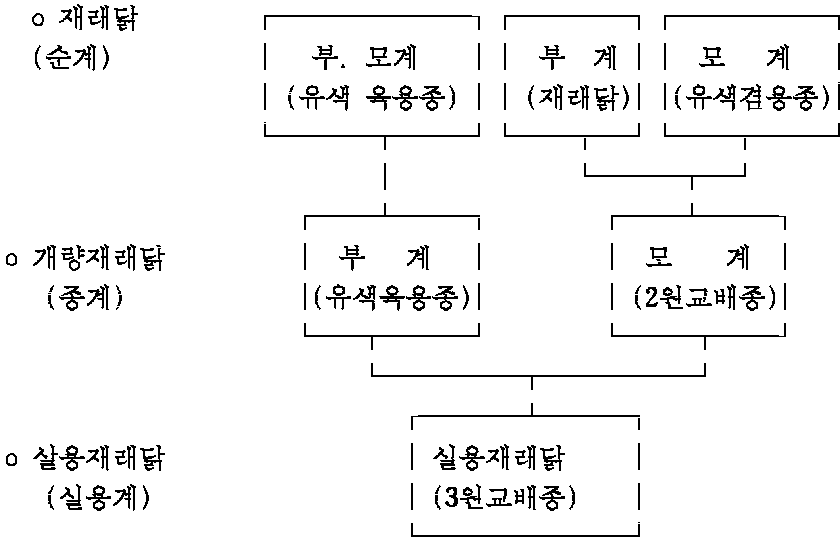 o 재래닭
(순계)
부. 모계
(유색 육용종)
부 계
(재래닭)
모 계
(유색겸용종)
o 개량재래닭
(종계)
부 계
(유색육용종)
모 계
(2원교배종)
o 살용재래닭
(실용계)
실용재래닭
(3원교배종)